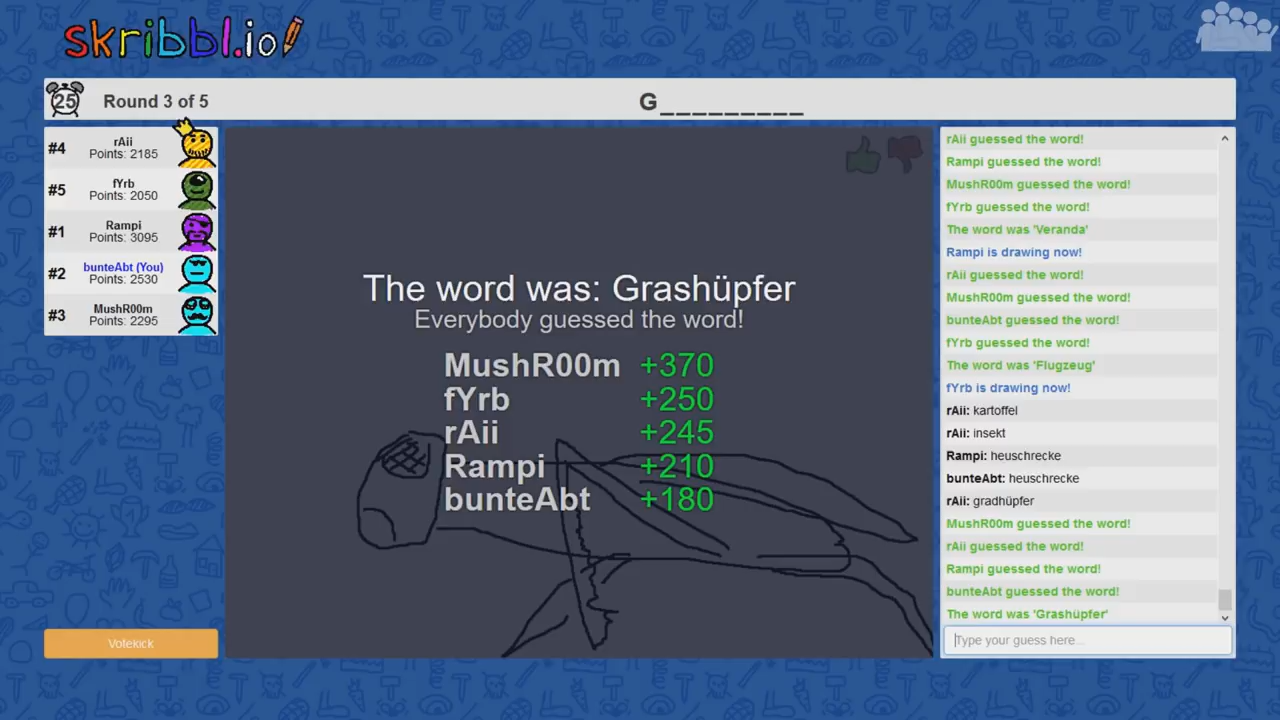 skribbl.io
25
Round 3 of 5
G_________
#4
rAii
Points: 2185
#5
fYrb
Points: 2050
#1
Rampi
Points: 3095
#2
bunteAbt (You)
Points: 2530
#3
MushR00m
Points: 2295
Votekick
The word was: Grashüpfer
Everybody guessed the word!
MushR00m +370
fYrb +250
rAii +245
Rampi +210
bunteAbt +180
rAii guessed the word!
Rampi guessed the word!
MushR00m guessed the word!
fYrb guessed the word!
The word was 'Veranda'
Rampi is drawing now!
rAii guessed the word!
MushR00m guessed the word!
bunteAbt guessed the word!
fYrb guessed the word!
The word was 'Flugzeug'
fYrb is drawing now!
rAii: kartoffel
rAii: insekt
Rampi: heuschrecke
bunteAbt: heuschrecke
rAii: gradhüpfer
MushR00m guessed the word!
rAii guessed the word!
Rampi guessed the word!
bunteAbt guessed the word!
The word was 'Grashüpfer'
Type your guess here...